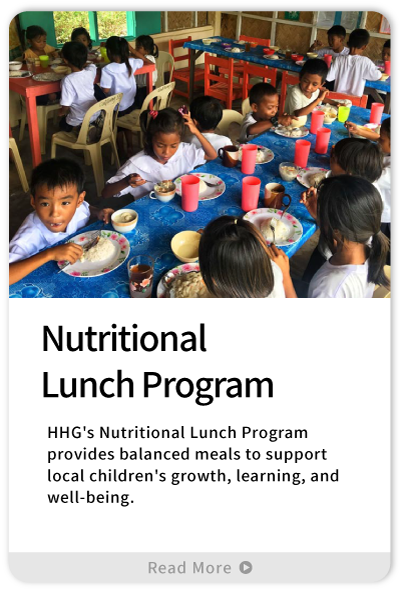 Nutritional
Lunch Program
HHG's Nutritional Lunch Program
provides balanced meals to support
local children's growth, learning, and
well-being.
Read More